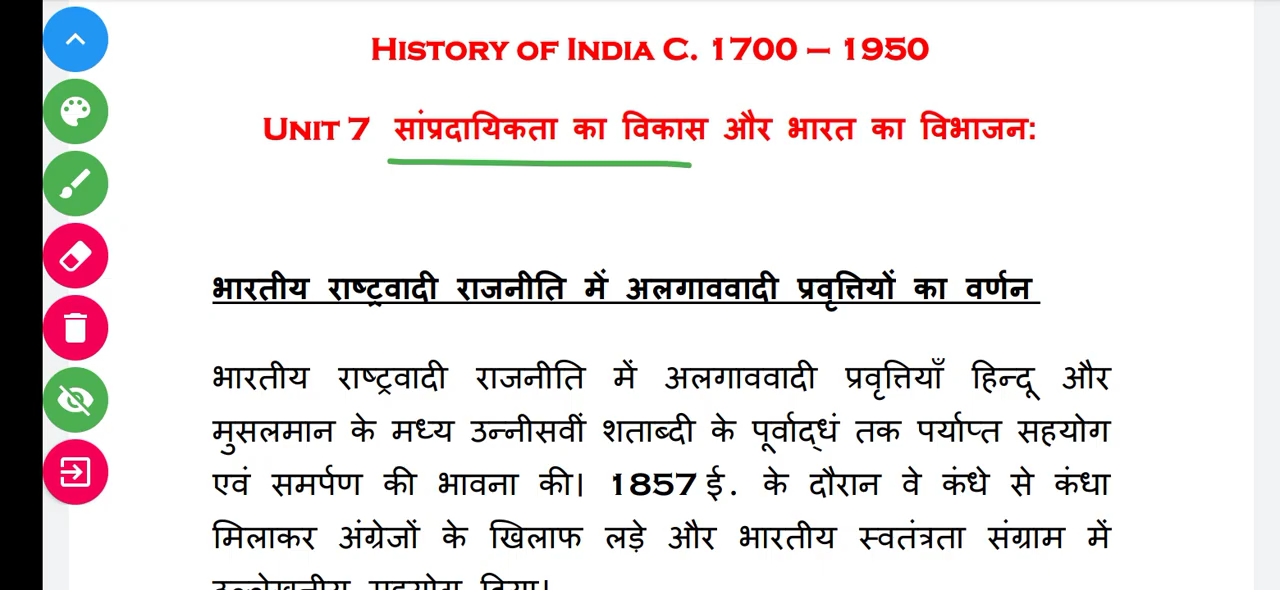 HISTORY OF INDIA C. 1700 – 1950
UNIT 7 सांप्रदायिकता का विकास और भारत का विभाजन:
भारतीय राष्ट्रवादी राजनीति में अलगाववादी प्रवृत्तियों का वर्णन
भारतीय राष्ट्रवादी राजनीति में अलगाववादी प्रवृत्तियाँ हिन्दू और
मुसलमान के मध्य उन्नीसवीं शताब्दी के पूर्वाद्धं तक पर्याप्त सहयोग
एवं समर्पण की भावना की। 1857 ई. के दौरान वे कंधे से कंधा
मिलाकर अंग्रेजों के खिलाफ लड़े और भारतीय स्वतंत्रता संग्राम में